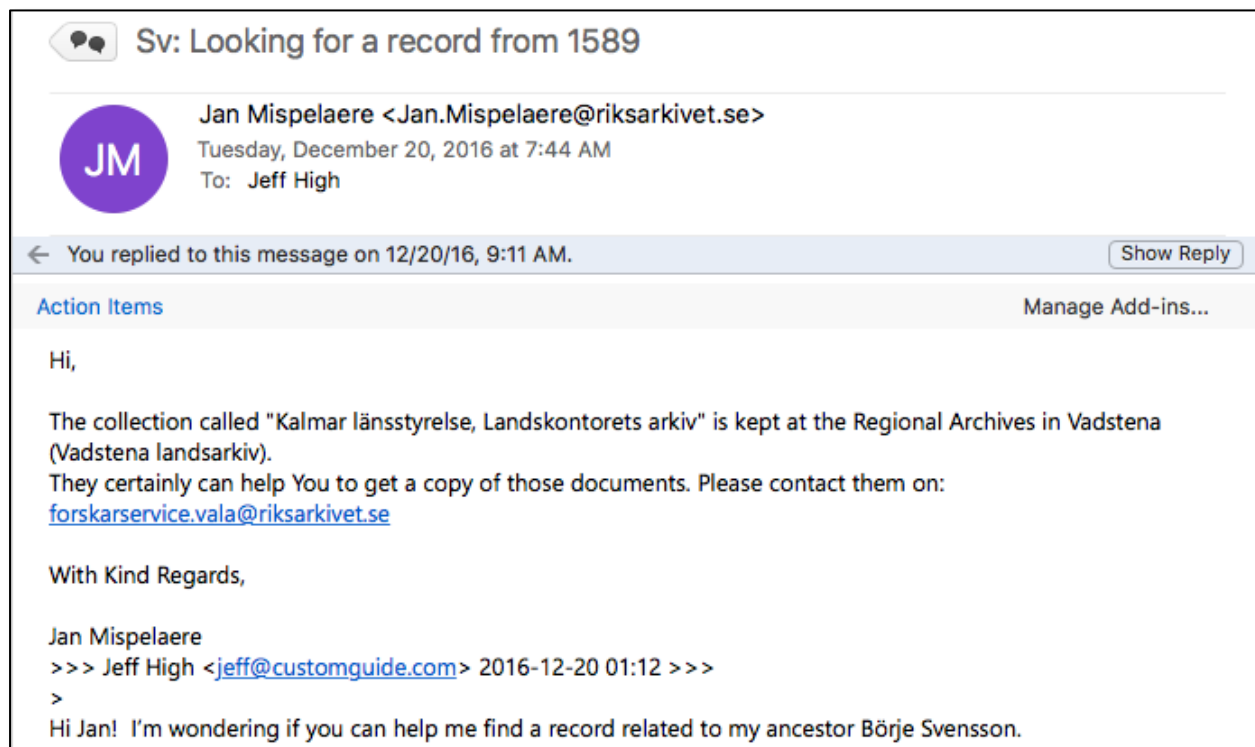 Sv: Looking for a record from 1589
JM
Jan Mispelaere <Jan.Mispelaere@riksarkivet.se>
Tuesday, December 20, 2016 at 7:44 AM
To: Jeff High
You replied to this message on 12/20/16, 9:11 AM.
Show Reply
Action Items
Manage Add-ins...
Hi,
The collection called "Kalmar länsstyrelse, Landskontorets arkiv" is kept at the Regional Archives in Vadstena
(Vadstena landsarkiv).
They certainly can help You to get a copy of those documents. Please contact them on:
forskarservice.vala@riksarkivet.se
With Kind Regards,
Jan Mispelaere
>>> Jeff High <jeff@customguide.com> 2016-12-20 01:12 >>>
>
Hi Jan! I'm wondering if you can help me find a record related to my ancestor Börje Svensson.